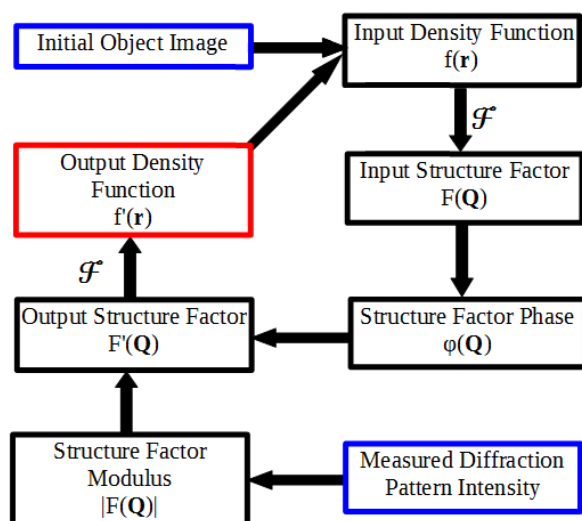 Initial Object Image
Input Density Function
f(r)
ℱ
Output Density
Function
f'(r)
Input Structure Factor
F(Q)
ℱ
Output Structure Factor
F'(Q)
Structure Factor Phase
φ(Q)
Structure Factor
Modulus
|F(Q)|
Measured Diffraction
Pattern Intensity